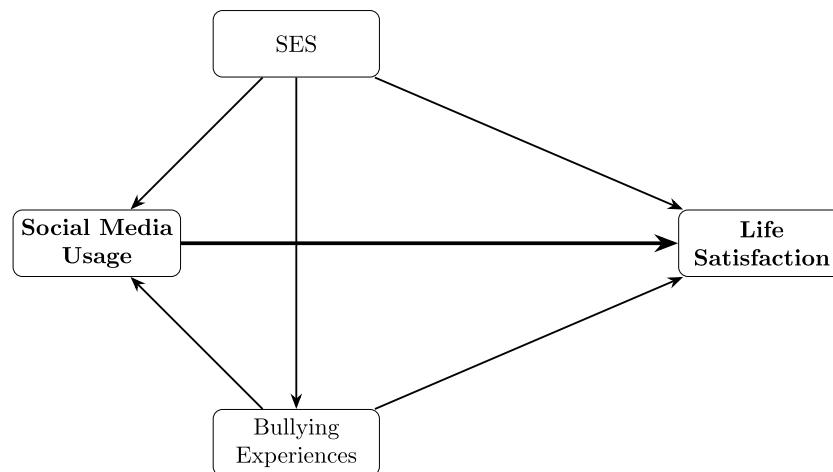 SES
Social Media
Usage
Life
Satisfaction
Bullying
Experiences